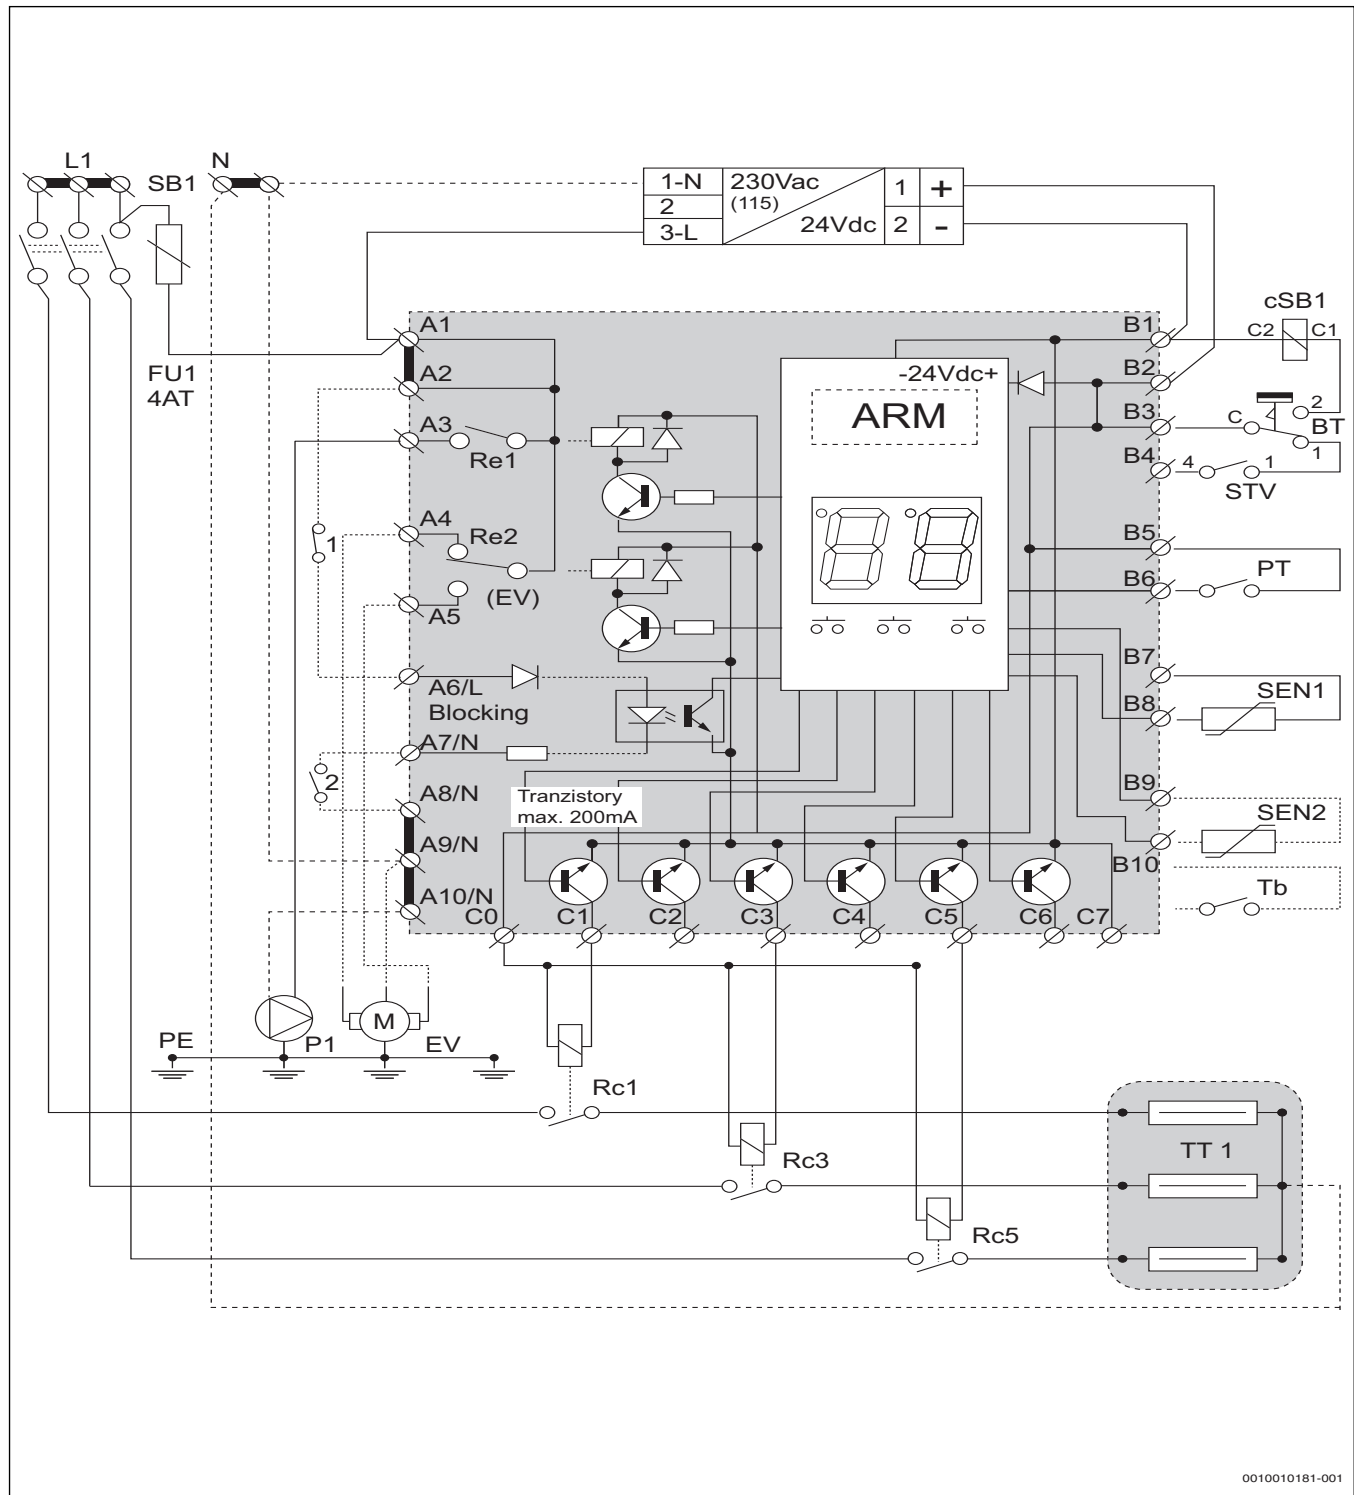 L1
N
SB1
1-N
230Vac
1
+
2
(115)
3-L
24Vdc
2
-
cSB1
C2
C1
A1
B1
FU1
4AT
A2
-24Vdc+
B2
2
ARM
A3
B3
C
BT
Re1
1
B4
4
1
STV
A4
Re2
B5
1
PT
B6
(EV)
A5
B7
A6/L
Blocking
SEN1
B8
A7/N
2
A8/N
Tranzistory
max. 200mA
B9
SEN2
A9/N
B10
A10/N
Tb
C0
C1
C2
C3
C4
C5
C6
C7
M
PE
P1
EV
Rc1
TT 1
Rc3
Rc5
0010010181-001